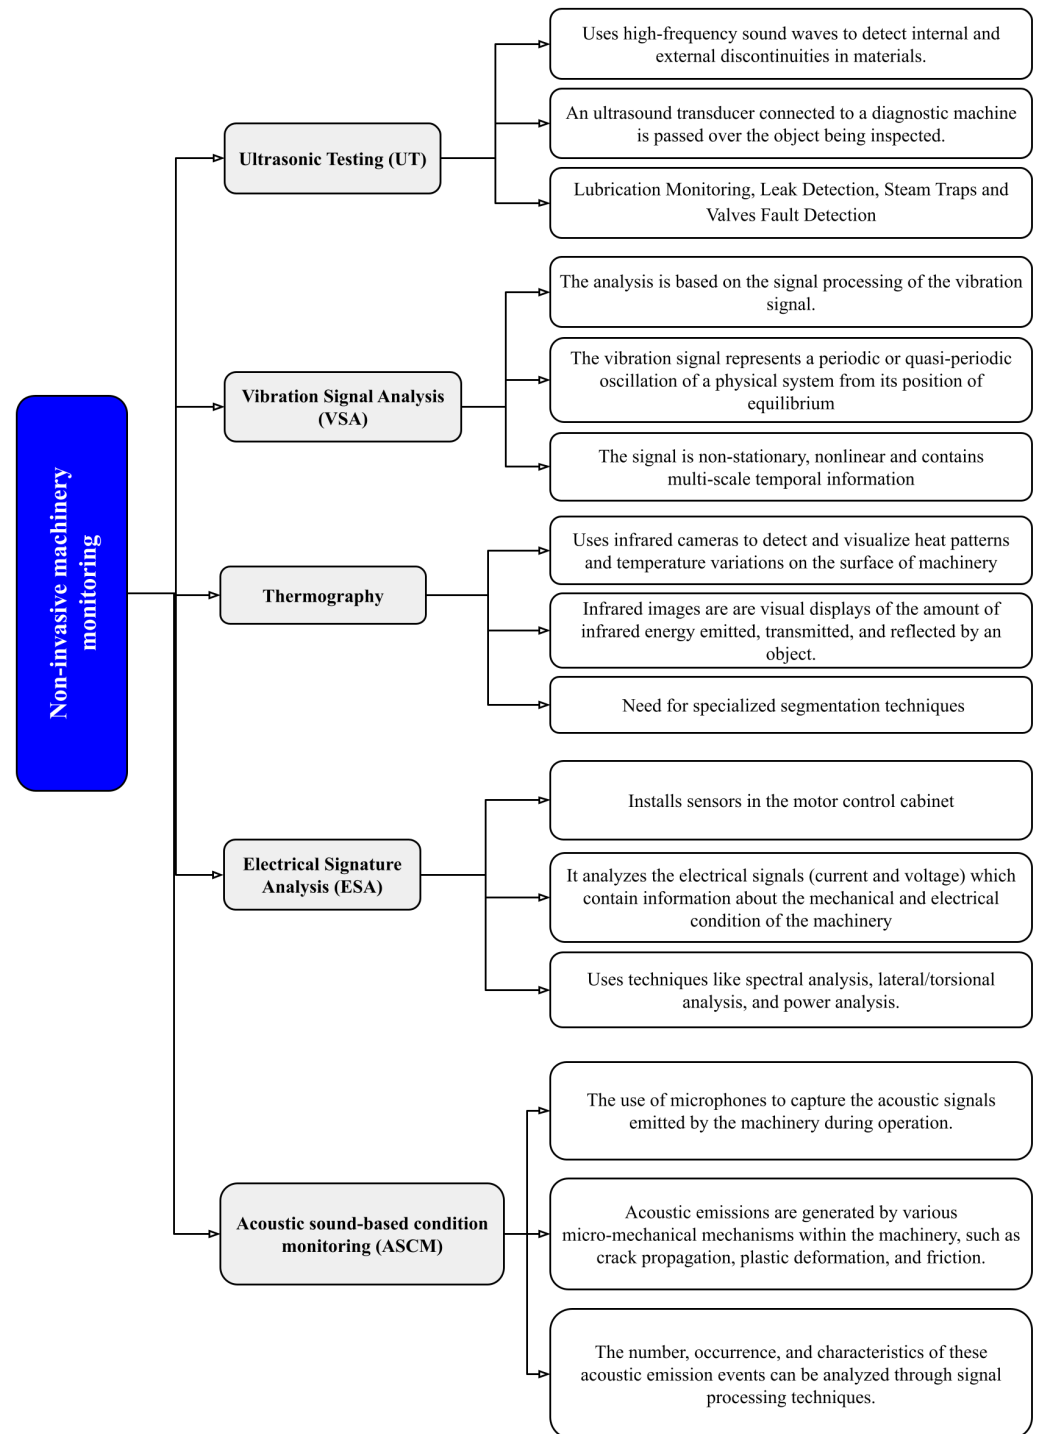 Non-invasive machinery
monitoring
Ultrasonic Testing (UT)
Uses high-frequency sound waves to detect internal and
external discontinuities in materials.
An ultrasound transducer connected to a diagnostic machine
is passed over the object being inspected.
Lubrication Monitoring, Leak Detection, Steam Traps and
Valves Fault Detection
Vibration Signal Analysis
(VSA)
The analysis is based on the signal processing of the vibration
signal.
The vibration signal represents a periodic or quasi-periodic
oscillation of a physical system from its position of
equilibrium
The signal is non-stationary, nonlinear and contains
multi-scale temporal information
Thermography
Uses infrared cameras to detect and visualize heat patterns
and temperature variations on the surface of machinery
Infrared images are are visual displays of the amount of
infrared energy emitted, transmitted, and reflected by an
object.
Need for specialized segmentation techniques
Electrical Signature
Analysis (ESA)
Installs sensors in the motor control cabinet
It analyzes the electrical signals (current and voltage) which
contain information about the mechanical and electrical
condition of the machinery
Uses techniques like spectral analysis, lateral/torsional
analysis, and power analysis.
Acoustic sound-based condition
monitoring (ASCM)
The use of microphones to capture the acoustic signals
emitted by the machinery during operation.
Acoustic emissions are generated by various
micro-mechanical mechanisms within the machinery, such as
crack propagation, plastic deformation, and friction.
The number, occurrence, and characteristics of these
acoustic emission events can be analyzed through signal
processing techniques.